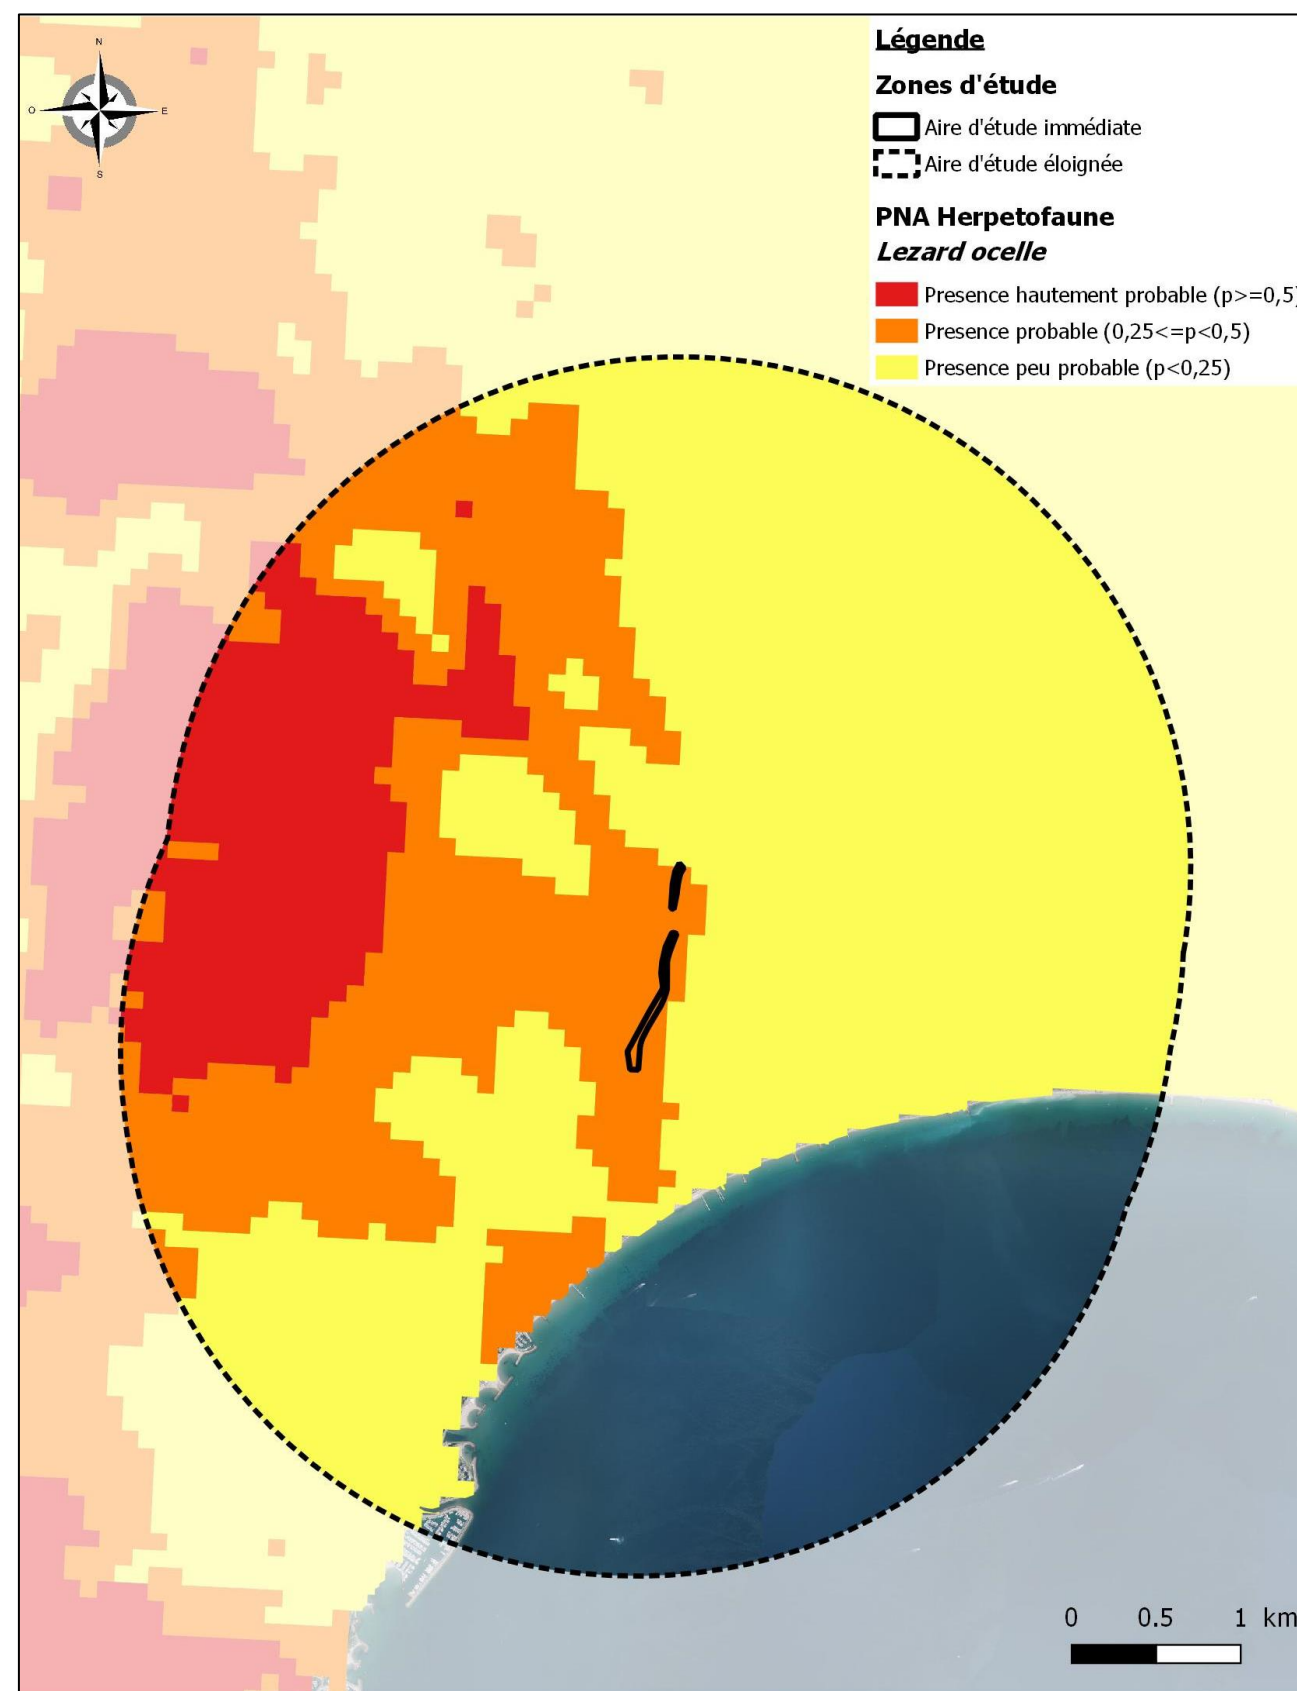 N
O
E
S
Légende
Zones d'étude
Aire d'étude immédiate
Aire d'étude éloignée
PNA Herpetofaune
Lezard ocelle
Presence hautement probable (p>=0,5)
Presence probable (0,25<=p<0,5)
Presence peu probable (p<0,25)
0 0.5 1 km